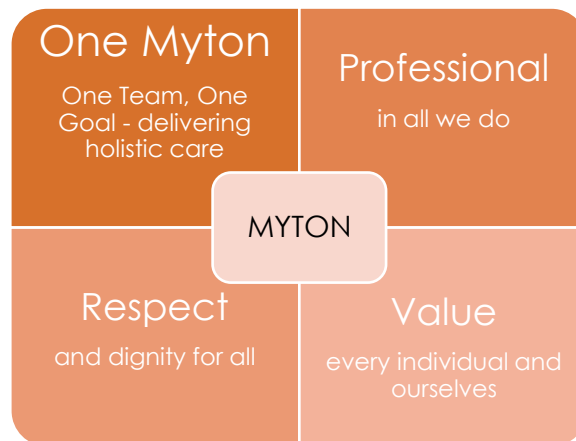 One Myton
One Team, One
Goal - delivering
holistic care
Professional
in all we do
MYTON
Respect
and dignity for all
Value
every individual and
ourselves